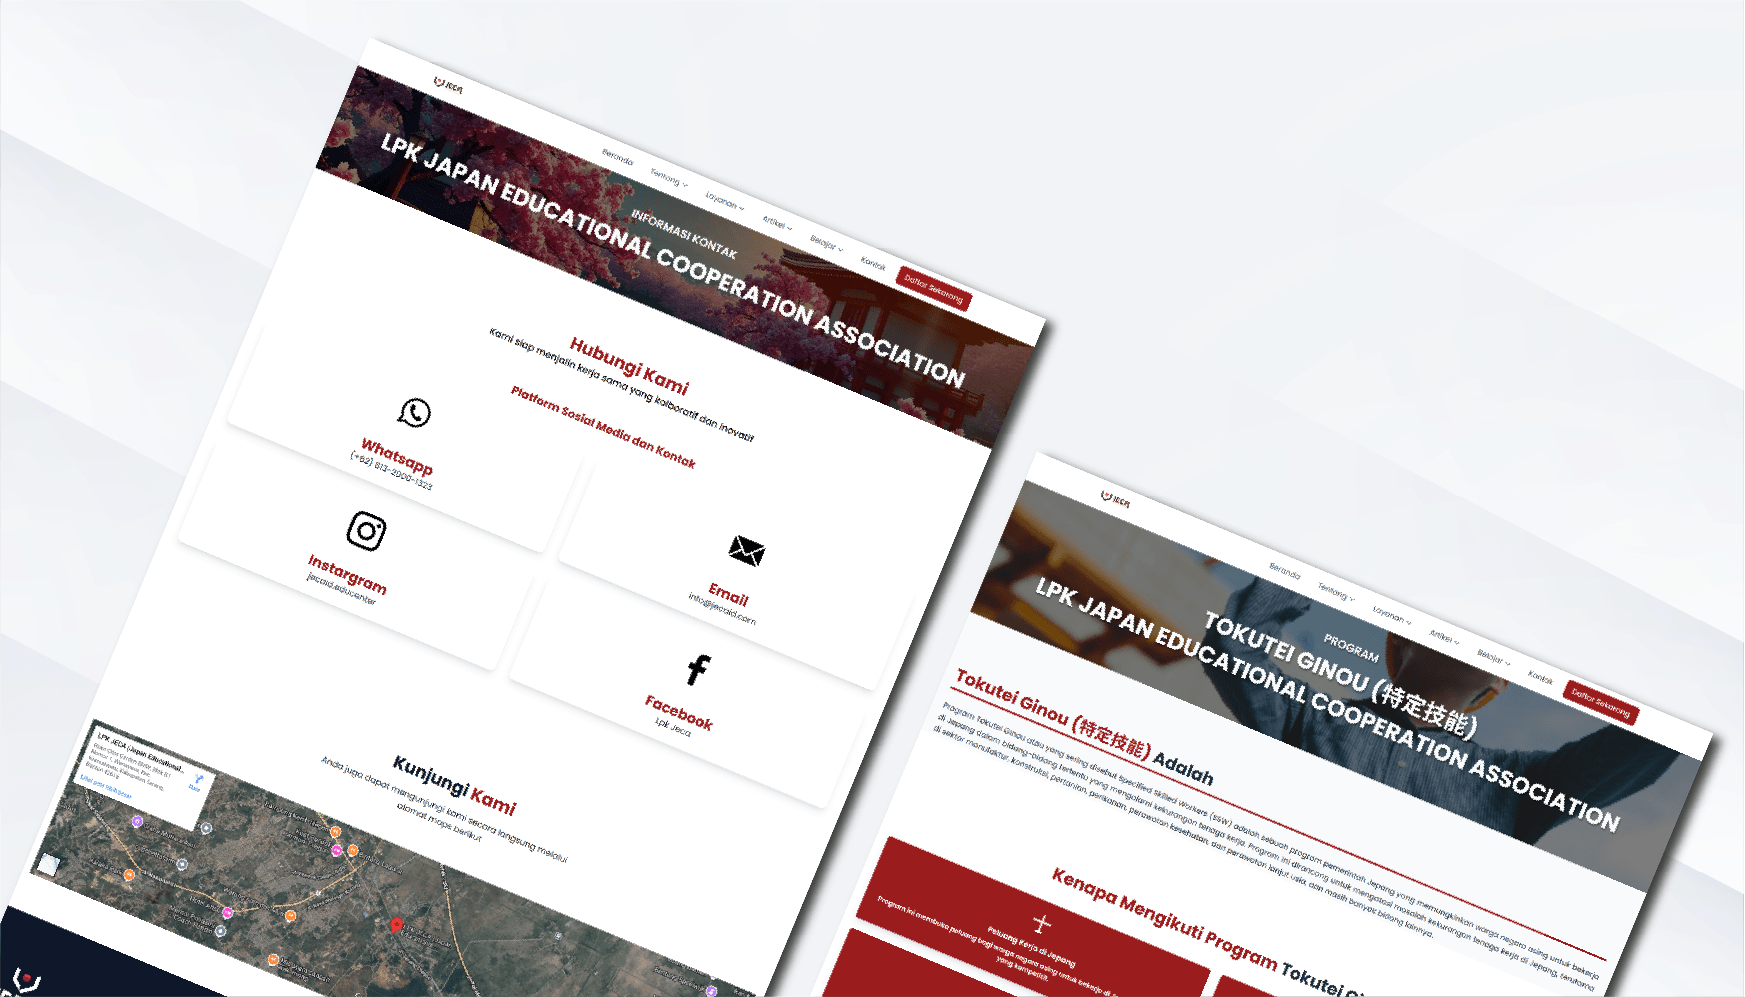 JECA
Beranda
Tentang
Layanan
Artikel
Belajar
Kontak
Daftar Sekarang
INFORMASI KONTAK
LPK JAPAN EDUCATIONAL COOPERATION ASSOCIATION
Hubungi Kami
Kami siap menjalin kerja sama yang kolboratif dan inovatif
Platform Sosial Media dan Kontak
Whatsapp
(+62) 813-2000-1323
Email
info@jecaid.com
Instargram
jecaid.educenter
Facebook
Lpk Jeca
Kunjungi Kami
Anda juga dapat mengunjungi kami secara langsung melalui
alamat maps berikut
LPK JECA (Japan Educational...
JECA
Beranda
Tentang
Layanan
Artikel
Belajar
Kontak
Daftar Sekarang
PROGRAM
TOKUTEI GINOU (特定技能)
LPK JAPAN EDUCATIONAL COOPERATION ASSOCIATION
Tokutei Ginou (特定技能) Adalah
Program Tokutei Ginou atau yang sering disebut Specified Skilled Workers (SSW) adalah sebuah program pemerintah Jepang yang memungkinkan warga negara asing untuk bekerja
di Jepang dalam bidang-bidang tertentu yang mengalami kekurangan tenaga kerja. Program ini dirancang untuk mengatasi masalah kekurangan tenaga kerja di Jepang, terutama
di sektor manufaktur, konstruksi, pertanian, perikanan, perawatan kesehatan, dan perawatan lanjut usia, dan masih banyak bidang lainnya.
Kenapa Mengikuti Program Tokutei
Peluang Kerja di Jepang
Program ini membuka peluang bagi warga negara asing untuk bekerja di
yang kompetitif.